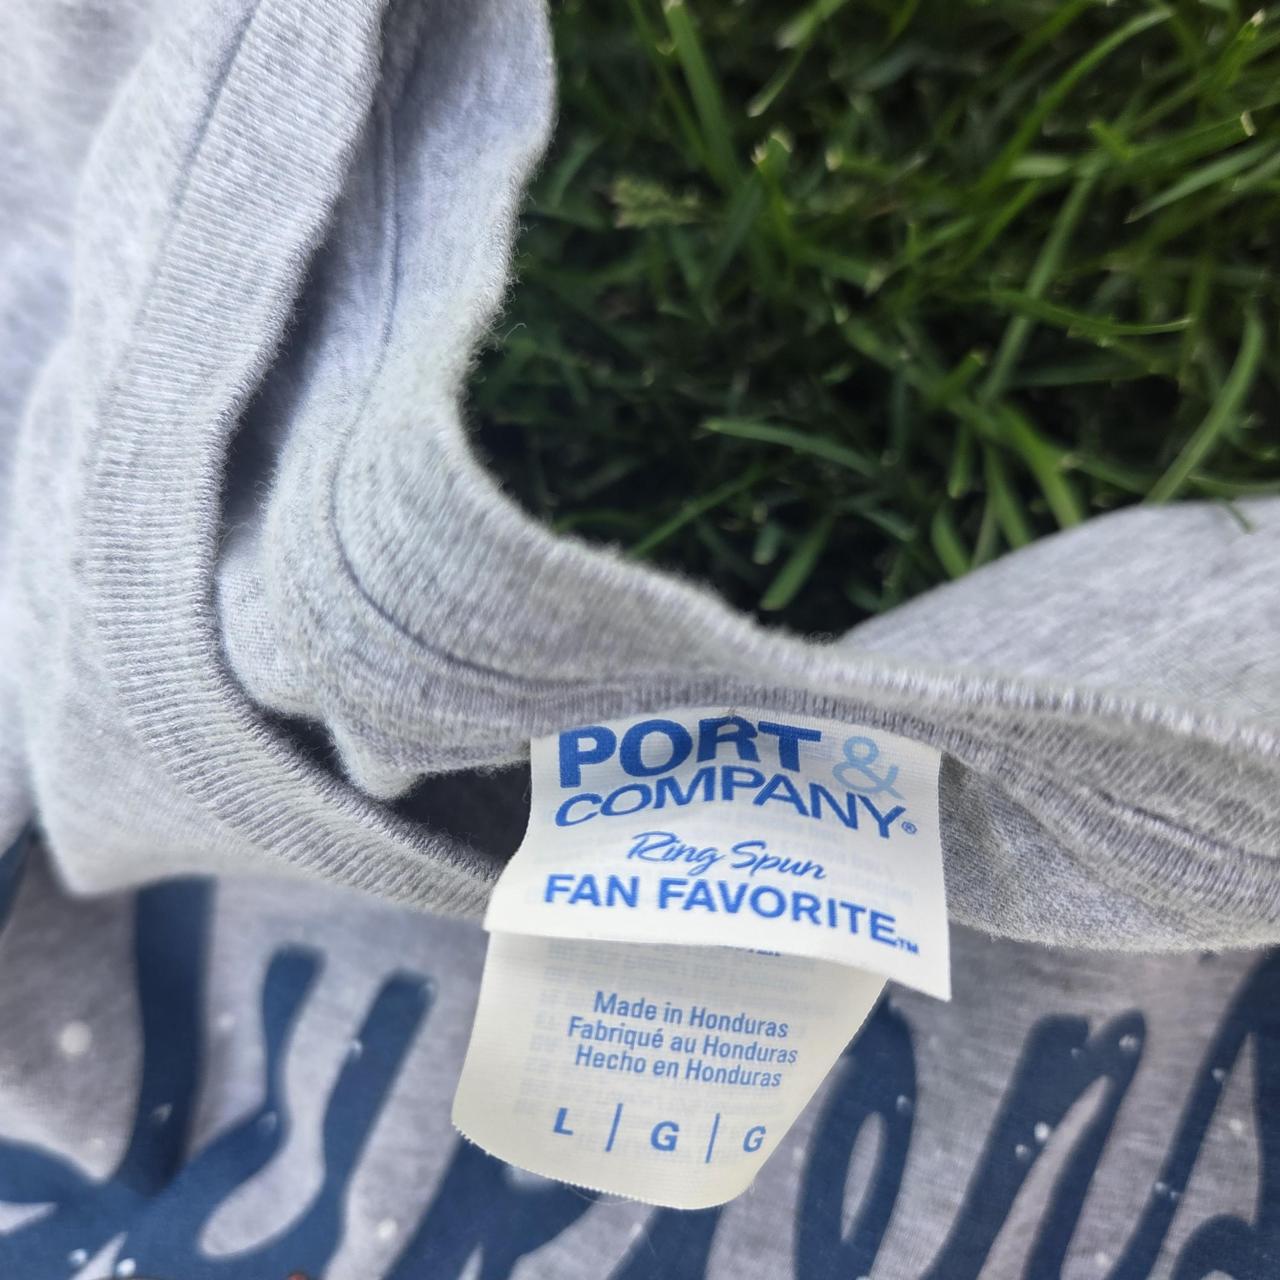 PORT &
COMPANY®
Ring Spun
FAN FAVORITE™
Made in Honduras
Fabriqué au Honduras
Hecho en Honduras
L | G | G